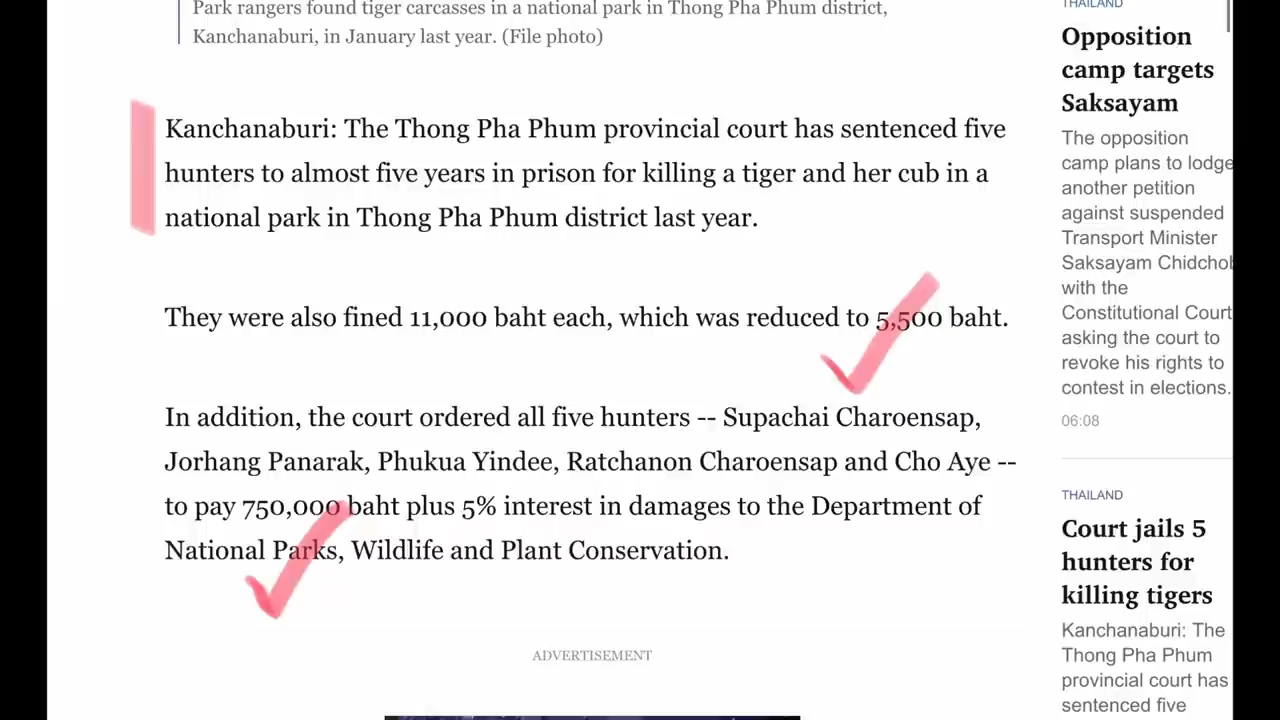 Park rangers found tiger carcasses in a national park in Thong Pha Phum district,
Kanchanaburi, in January last year. (File photo)
Kanchanaburi: The Thong Pha Phum provincial court has sentenced five
hunters to almost five years in prison for killing a tiger and her cub in a
national park in Thong Pha Phum district last year.
They were also fined 11,000 baht each, which was reduced to 5,500 baht.
In addition, the court ordered all five hunters -- Supachai Charoensap,
Jorhang Panarak, Phukua Yindee, Ratchanon Charoensap and Cho Aye --
to pay 750,000 baht plus 5% interest in damages to the Department of
National Parks, Wildlife and Plant Conservation.
ADVERTISEMENT
THAILAND
Opposition
camp targets
Saksayam
The opposition
camp plans to lodge
another petition
against suspended
Transport Minister
Saksayam Chidchob
with the
Constitutional Court
asking the court to
revoke his rights to
contest in elections.
06:08
THAILAND
Court jails 5
hunters for
killing tigers
Kanchanaburi: The
Thong Pha Phum
provincial court has
sentenced five